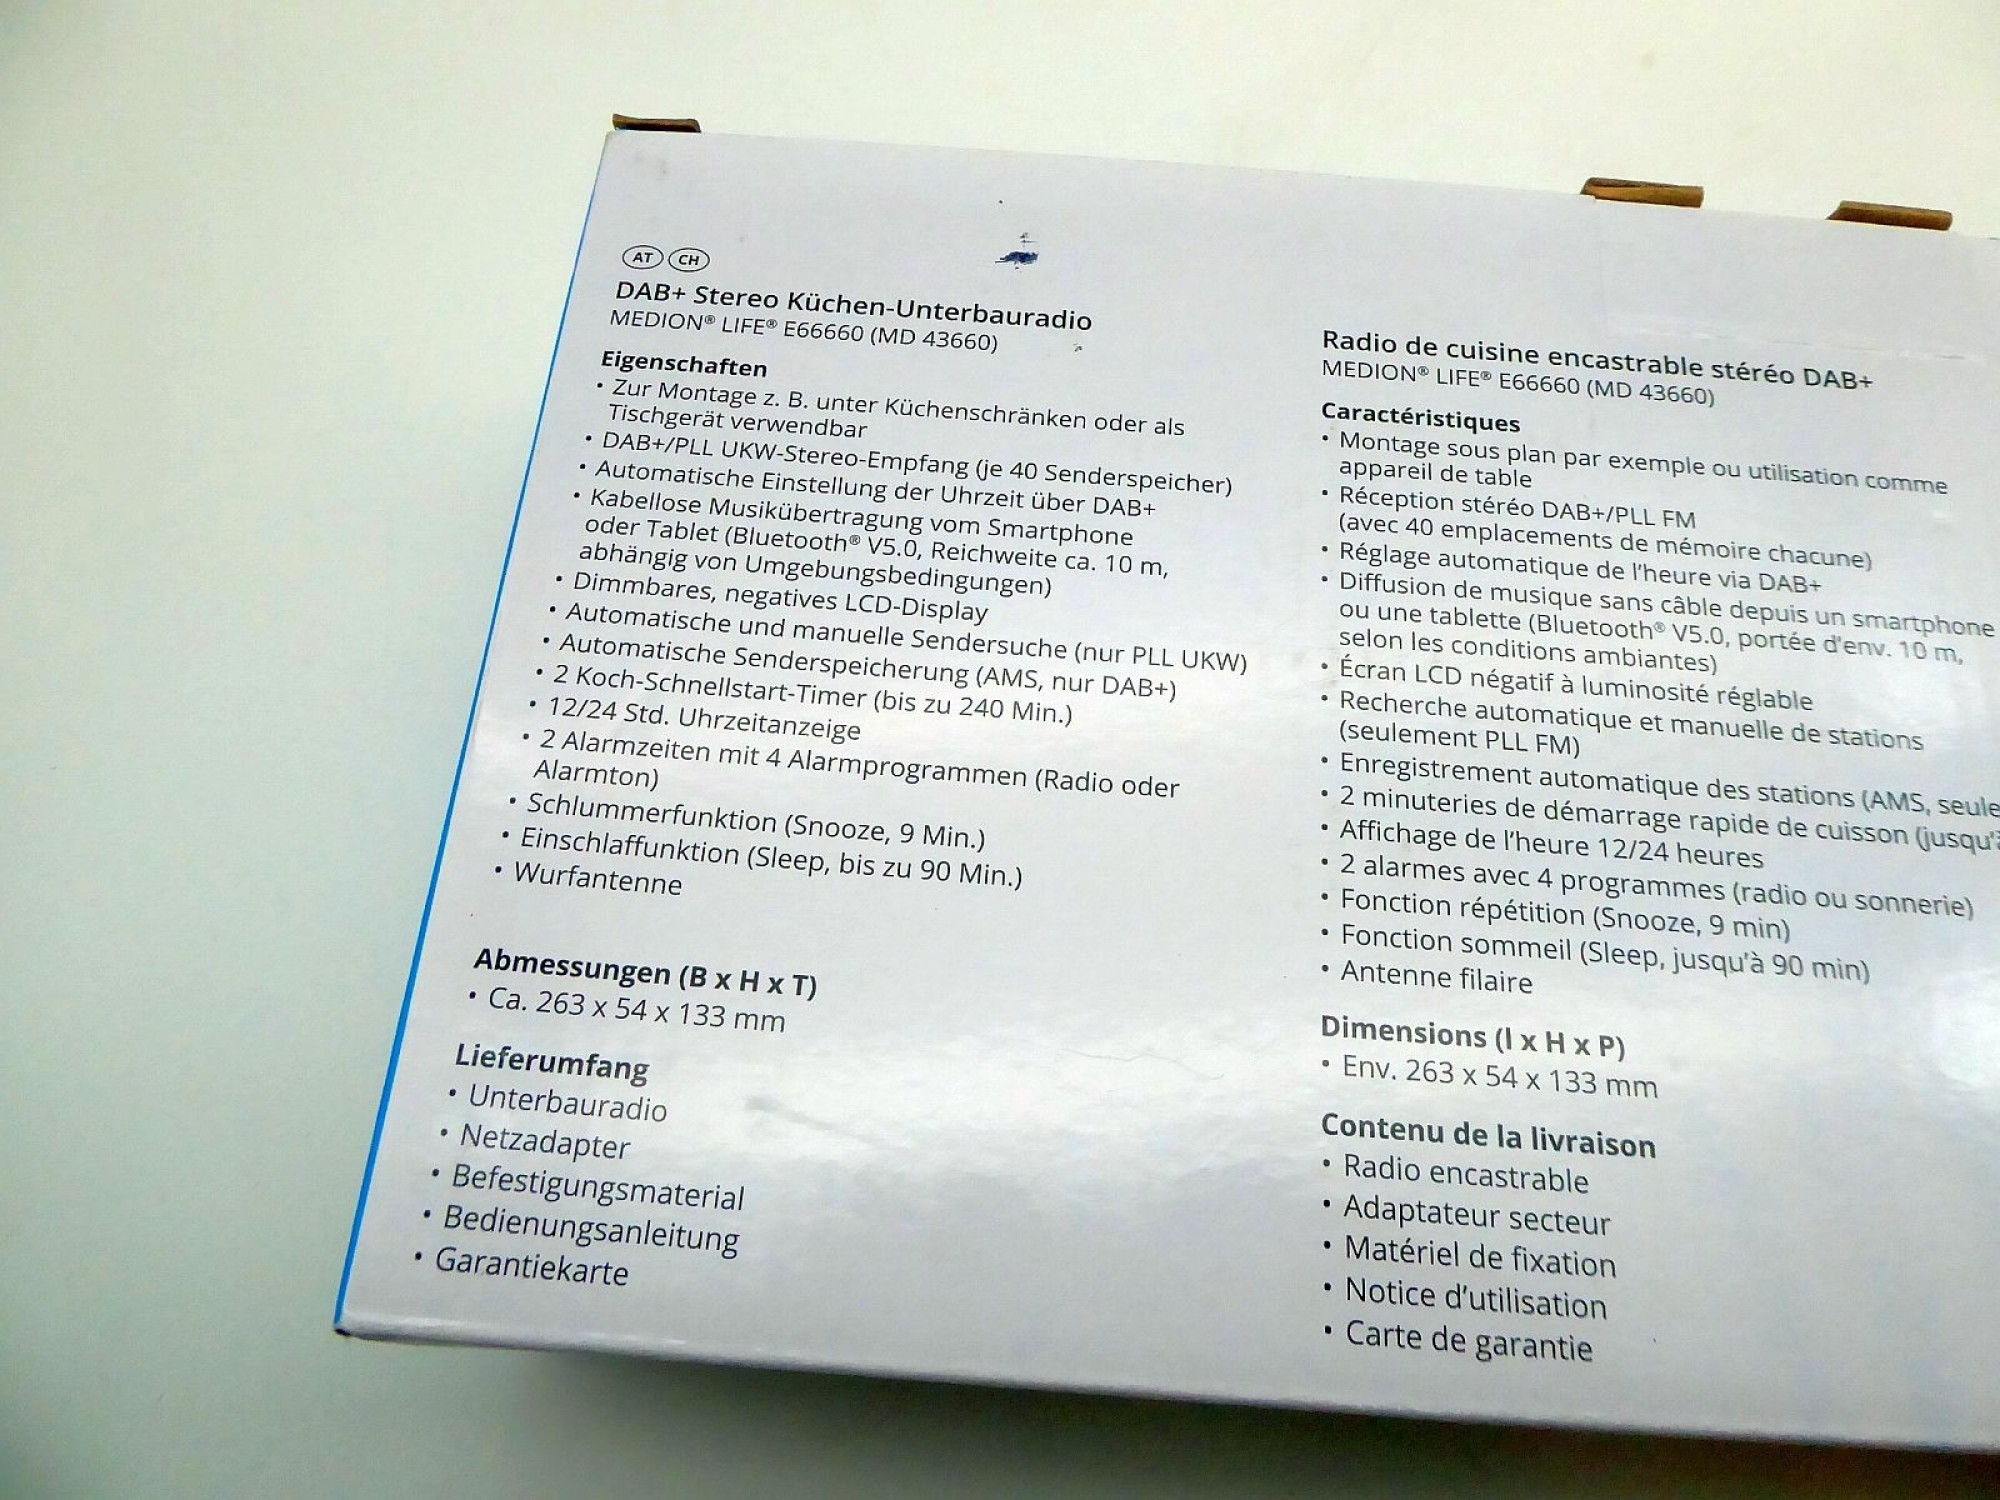 AT CH
DAB+ Stereo Küchen-Unterbauradio
MEDION® LIFE® E66660 (MD 43660)
Eigenschaften
• Zur Montage z. B. unter Küchenschränken oder als
Tischgerät verwendbar
• DAB+/PLL UKW-Stereo-Empfang (je 40 Senderspeicher)
• Automatische Einstellung der Uhrzeit über DAB+
• Kabellose Musikübertragung vom Smartphone
oder Tablet (Bluetooth® V5.0, Reichweite ca. 10 m,
abhängig von Umgebungsbedingungen)
• Dimmbares, negatives LCD-Display
• Automatische und manuelle Sendersuche (nur PLL UKW)
• Automatische Senderspeicherung (AMS, nur DAB+)
• 2 Koch-Schnellstart-Timer (bis zu 240 Min.)
• 12/24 Std. Uhrzeitanzeige
• 2 Alarmzeiten mit 4 Alarmprogrammen (Radio oder
Alarmton)
• Schlummerfunktion (Snooze, 9 Min.)
• Einschlaffunktion (Sleep, bis zu 90 Min.)
• Wurfantenne
Abmessungen (B x H x T)
• Ca. 263 x 54 x 133 mm
Lieferumfang
• Unterbauradio
• Netzadapter
• Befestigungsmaterial
• Bedienungsanleitung
• Garantiekarte
Radio de cuisine encastrable stéréo DAB+
MEDION® LIFE® E66660 (MD 43660)
Caractéristiques
• Montage sous plan par exemple ou utilisation comme
appareil de table
• Réception stéréo DAB+/PLL FM
(avec 40 emplacements de mémoire chacune)
• Réglage automatique de l’heure via DAB+
• Diffusion de musique sans câble depuis un smartphone
ou une tablette (Bluetooth® V5.0, portée d'env. 10 m,
selon les conditions ambiantes)
• Écran LCD négatif à luminosité réglable
• Recherche automatique et manuelle de stations
(seulement PLL FM)
• Enregistrement automatique des stations (AMS, seule
• 2 minuteries de démarrage rapide de cuisson (jusqu'à
• Affichage de l’heure 12/24 heures
• 2 alarmes avec 4 programmes (radio ou sonnerie)
• Fonction répétition (Snooze, 9 min)
• Fonction sommeil (Sleep, jusqu'à 90 min)
• Antenne filaire
Dimensions (l x H x P)
• Env. 263 x 54 x 133 mm
Contenu de la livraison
• Radio encastrable
• Adaptateur secteur
• Matériel de fixation
• Notice d’utilisation
• Carte de garantie